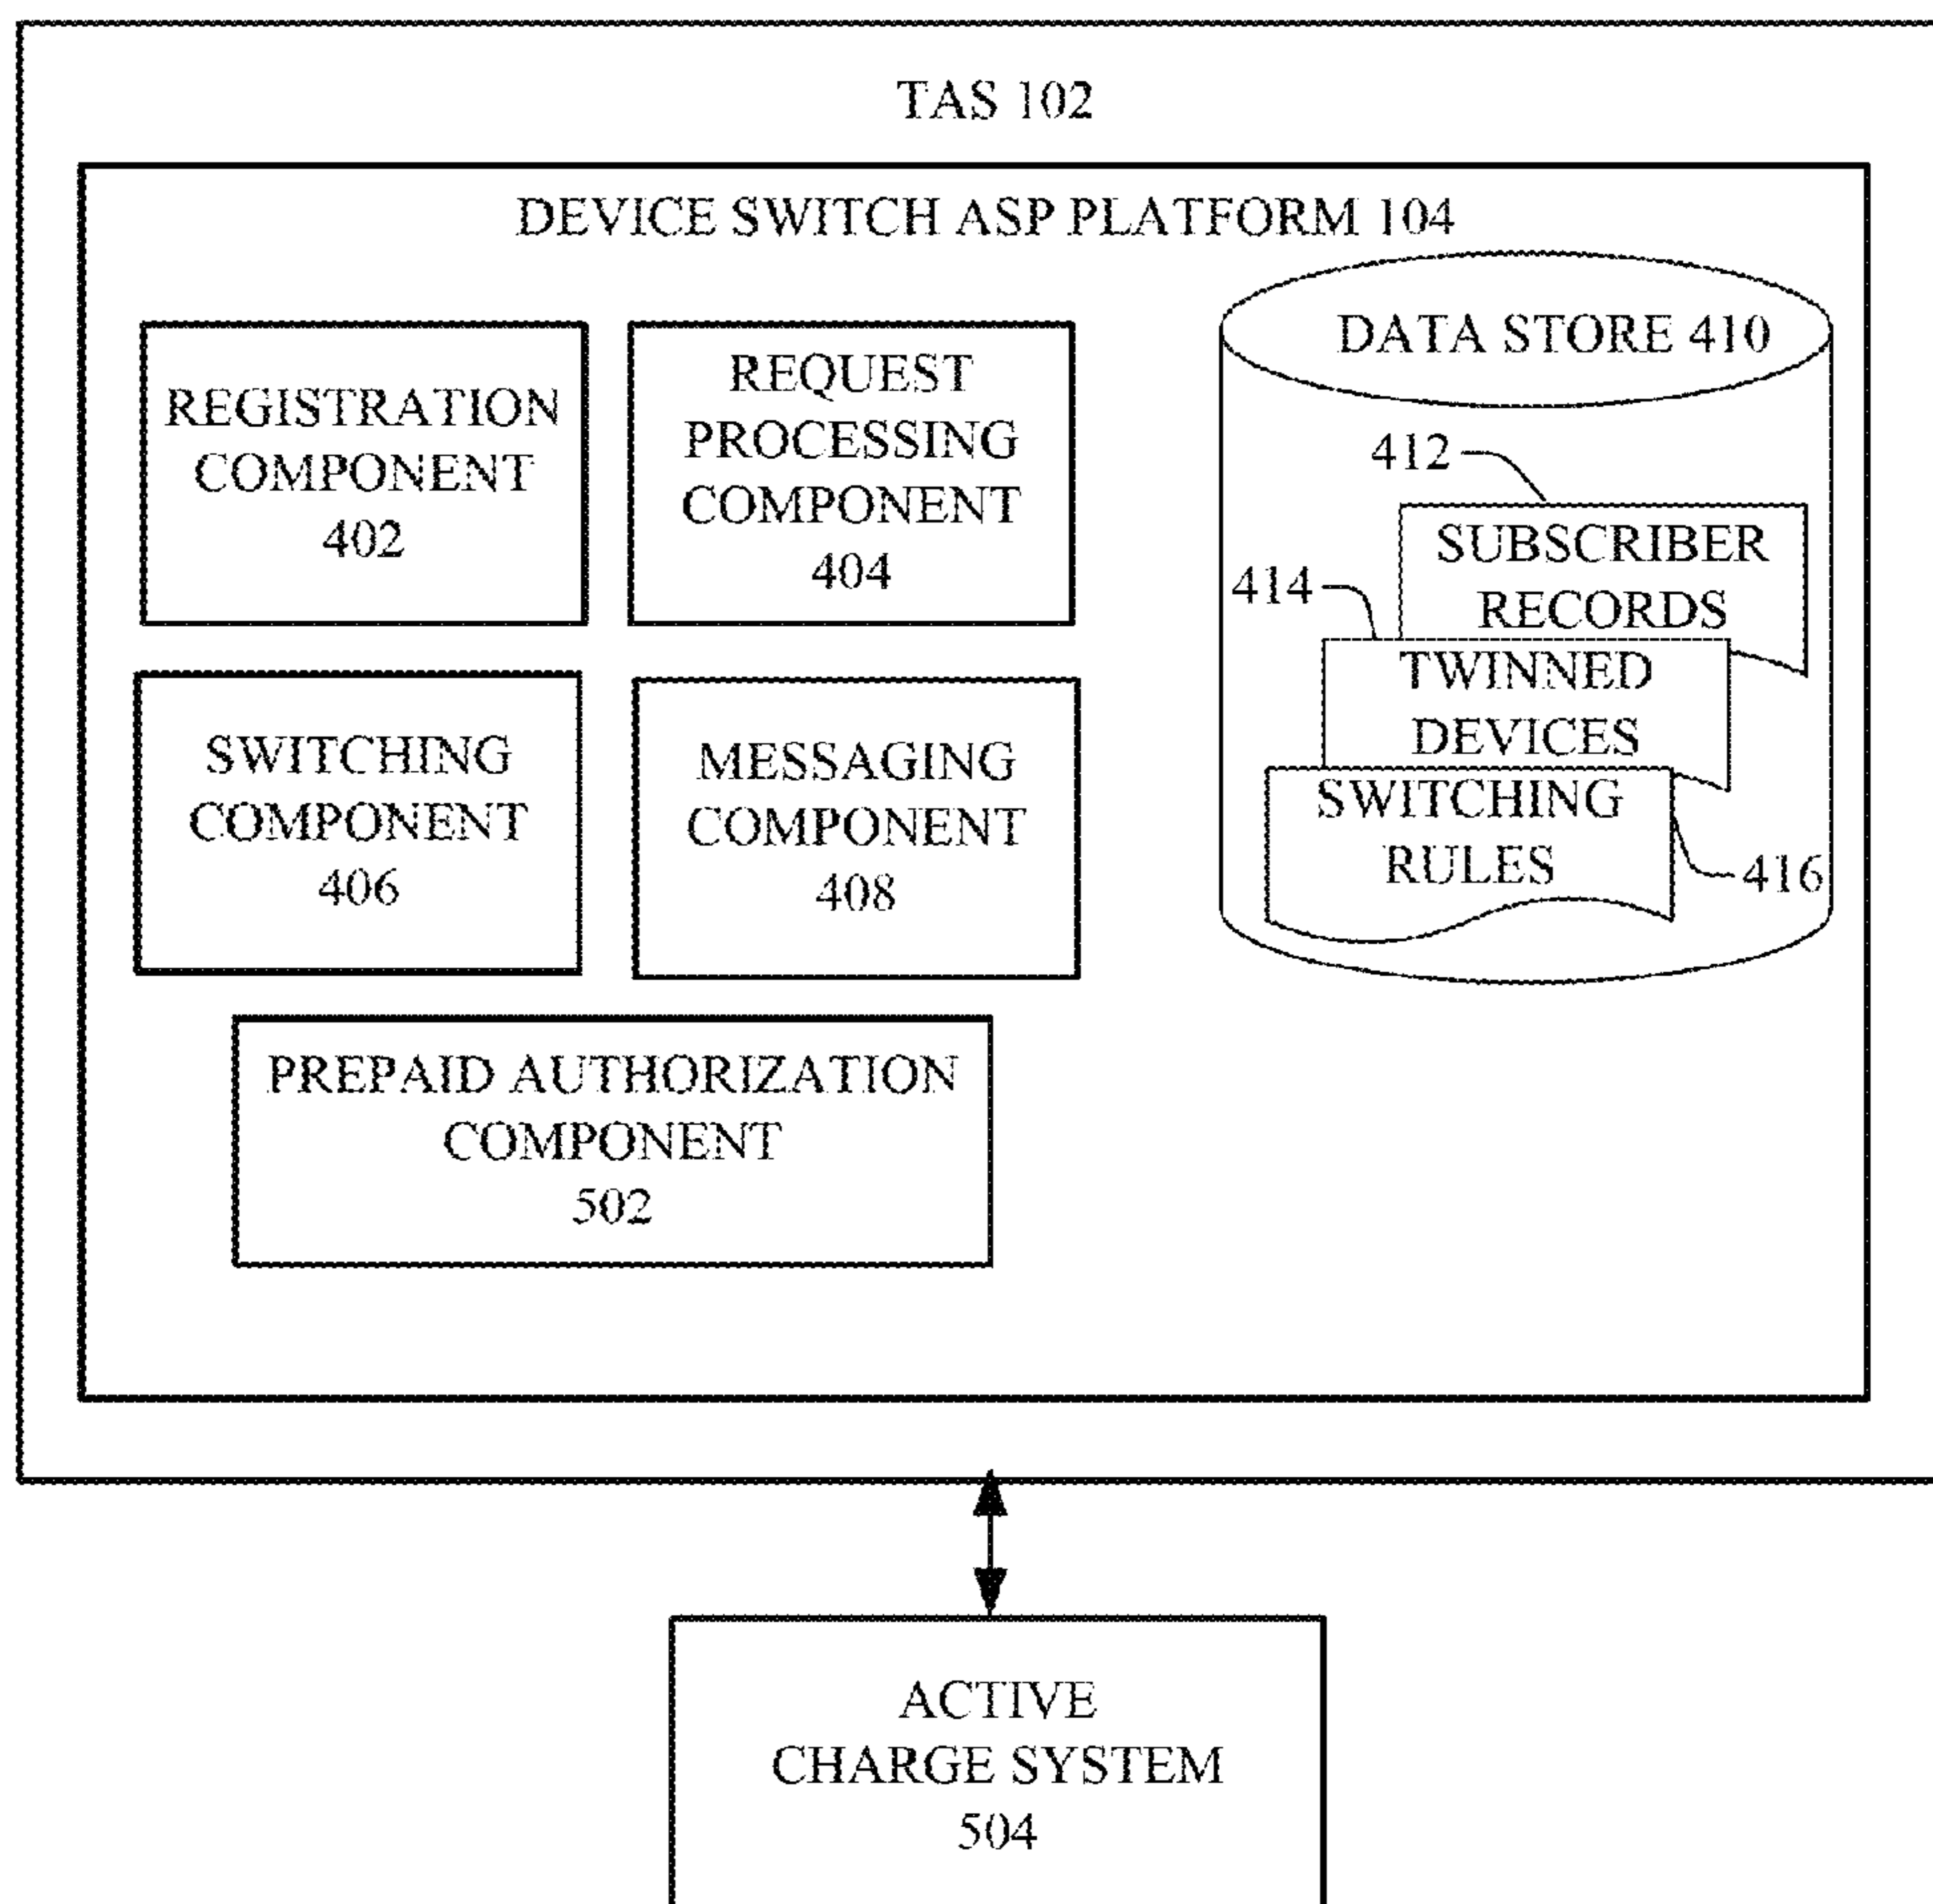 TAS 102
DEVICE SWITCH ASP PLATFORM 104
REGISTRATION
COMPONENT
402
REQUEST
PROCESSING
COMPONENT
404
SWITCHING
COMPONENT
406
MESSAGING
COMPONENT
408
PREPAID AUTHORIZATION
COMPONENT
502
DATA STORE 410
412
SUBSCRIBER
RECORDS
414
TWINNED
DEVICES
SWITCHING
RULES
416
ACTIVE
CHARGE SYSTEM
504